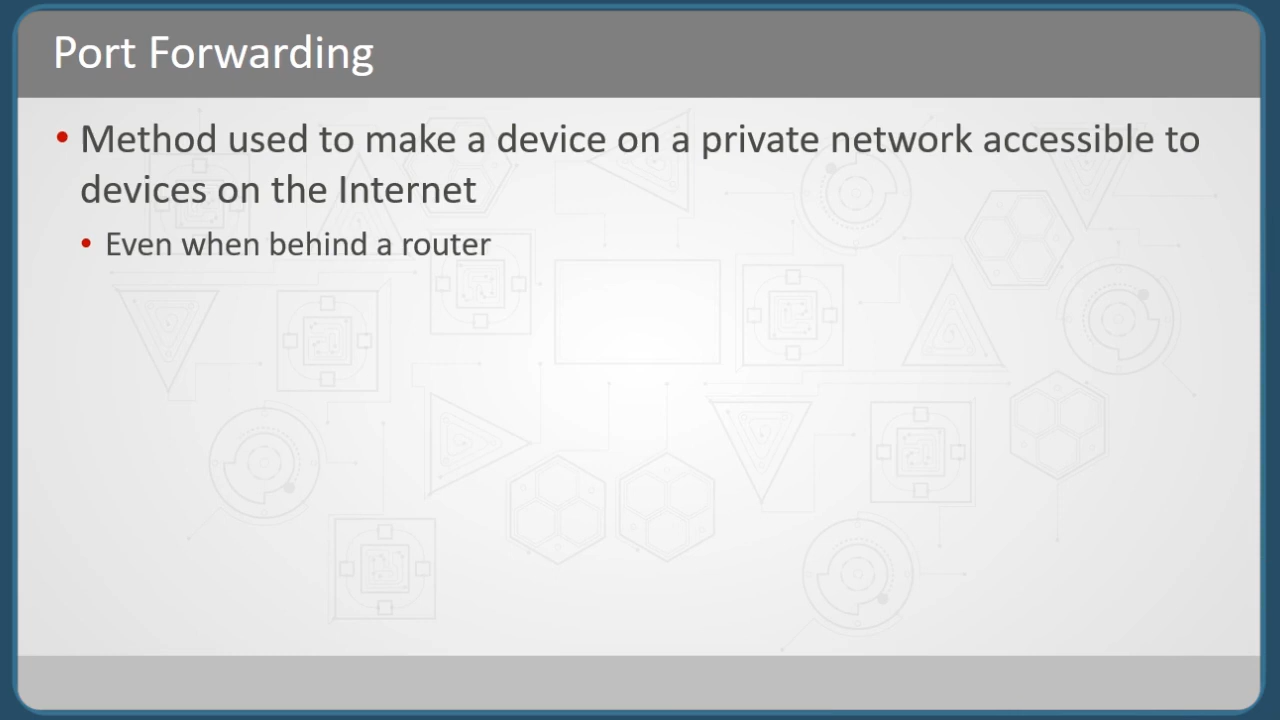 Port Forwarding
• Method used to make a device on a private network accessible to
devices on the Internet
• Even when behind a router